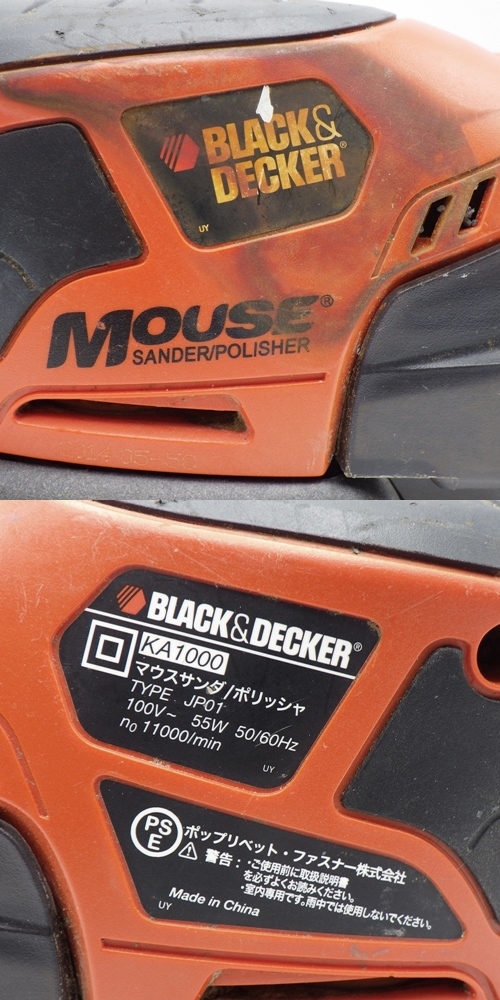 BLACK&
DECKER®
UY
MOUSE®
SANDER/POLISHER
BLACK&DECKER®
KA1000
マウスサンダ/ポリッシャ
TYPE JP01
100V~ 55W 50/60Hz
n₀ 11000/min
UY
PS
E
ポップリベット・ファスナー株式会社
⚠ 警告：・ご使用前に取扱説明書
を必ずよくお読みください。
・室内専用です。雨中では使用しないでください。
Made in China
UY